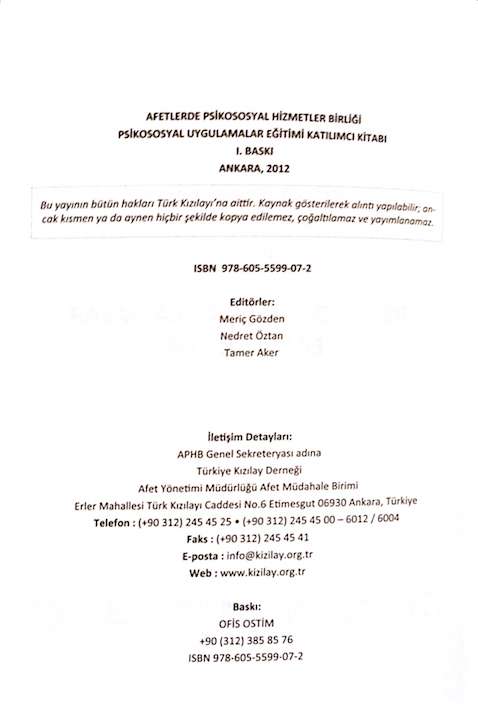 AFETLERDE PSİKOSOSYAL HİZMETLER BİRLİĞİ
PSİKOSOSYAL UYGULAMALAR EĞİTİMİ KATILIMCI KİTABI
I. BASKI
ANKARA, 2012
Bu yayının bütün hakları Türk Kızılayı'na aittir. Kaynak gösterilerek alıntı yapılabilir; an-
cak kısmen ya da aynen hiçbir şekilde kopya edilemez, çoğaltılamaz ve yayımlanamaz.
ISBN 978-605-5599-07-2
Editörler:
Meriç Gözden
Nedret Öztan
Tamer Aker
İletişim Detayları:
APHB Genel Sekreteryası adına
Türkiye Kızılay Derneği
Afet Yönetimi Müdürlüğü Afet Müdahale Birimi
Erler Mahallesi Türk Kızılayı Caddesi No.6 Etimesgut 06930 Ankara, Türkiye
Telefon : (+90 312) 245 45 25 • (+90 312) 245 45 00 – 6012 / 6004
Faks : (+90 312) 245 45 41
E-posta : info@kizilay.org.tr
Web : www.kizilay.org.tr
Baskı:
OFİS OSTİM
+90 (312) 385 85 76
ISBN 978-605-5599-07-2